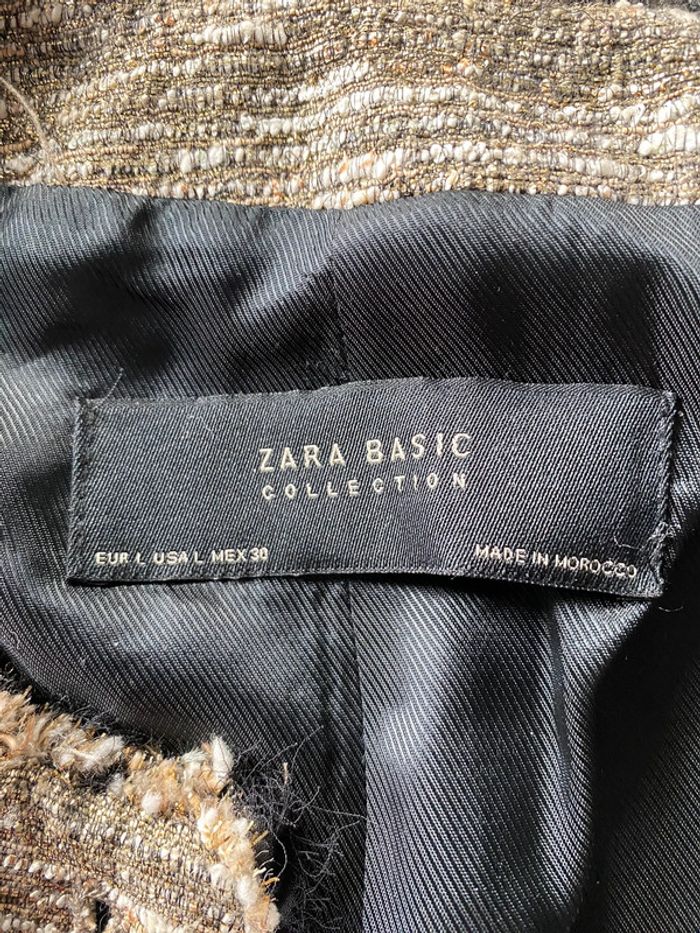 ZARA BASIC
COLLECTION
EUR L USA L MEX 30
MADE IN MOROCCO